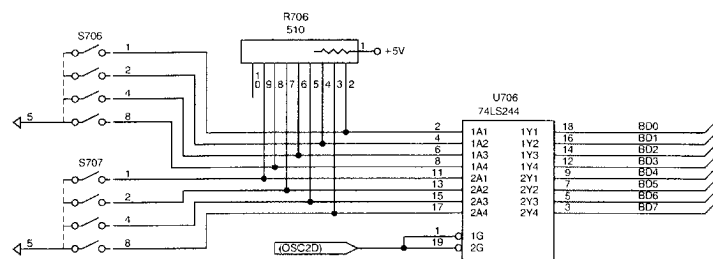 R706
510
1
+5V
1
0 9 8 7 6 5 4 3 2
S706
1
2
4
5
8
S707
1
2
4
5
8
U706
74LS244
2 1A1 1Y1 18 BD0
4 1A2 1Y2 16 BD1
6 1A3 1Y3 14 BD2
8 1A4 1Y4 12 BD3
11 2A1 2Y1 9 BD4
13 2A2 2Y2 7 BD5
15 2A3 2Y3 5 BD6
17 2A4 2Y4 3 BD7
1 1G
(OSC2D) 19 2G